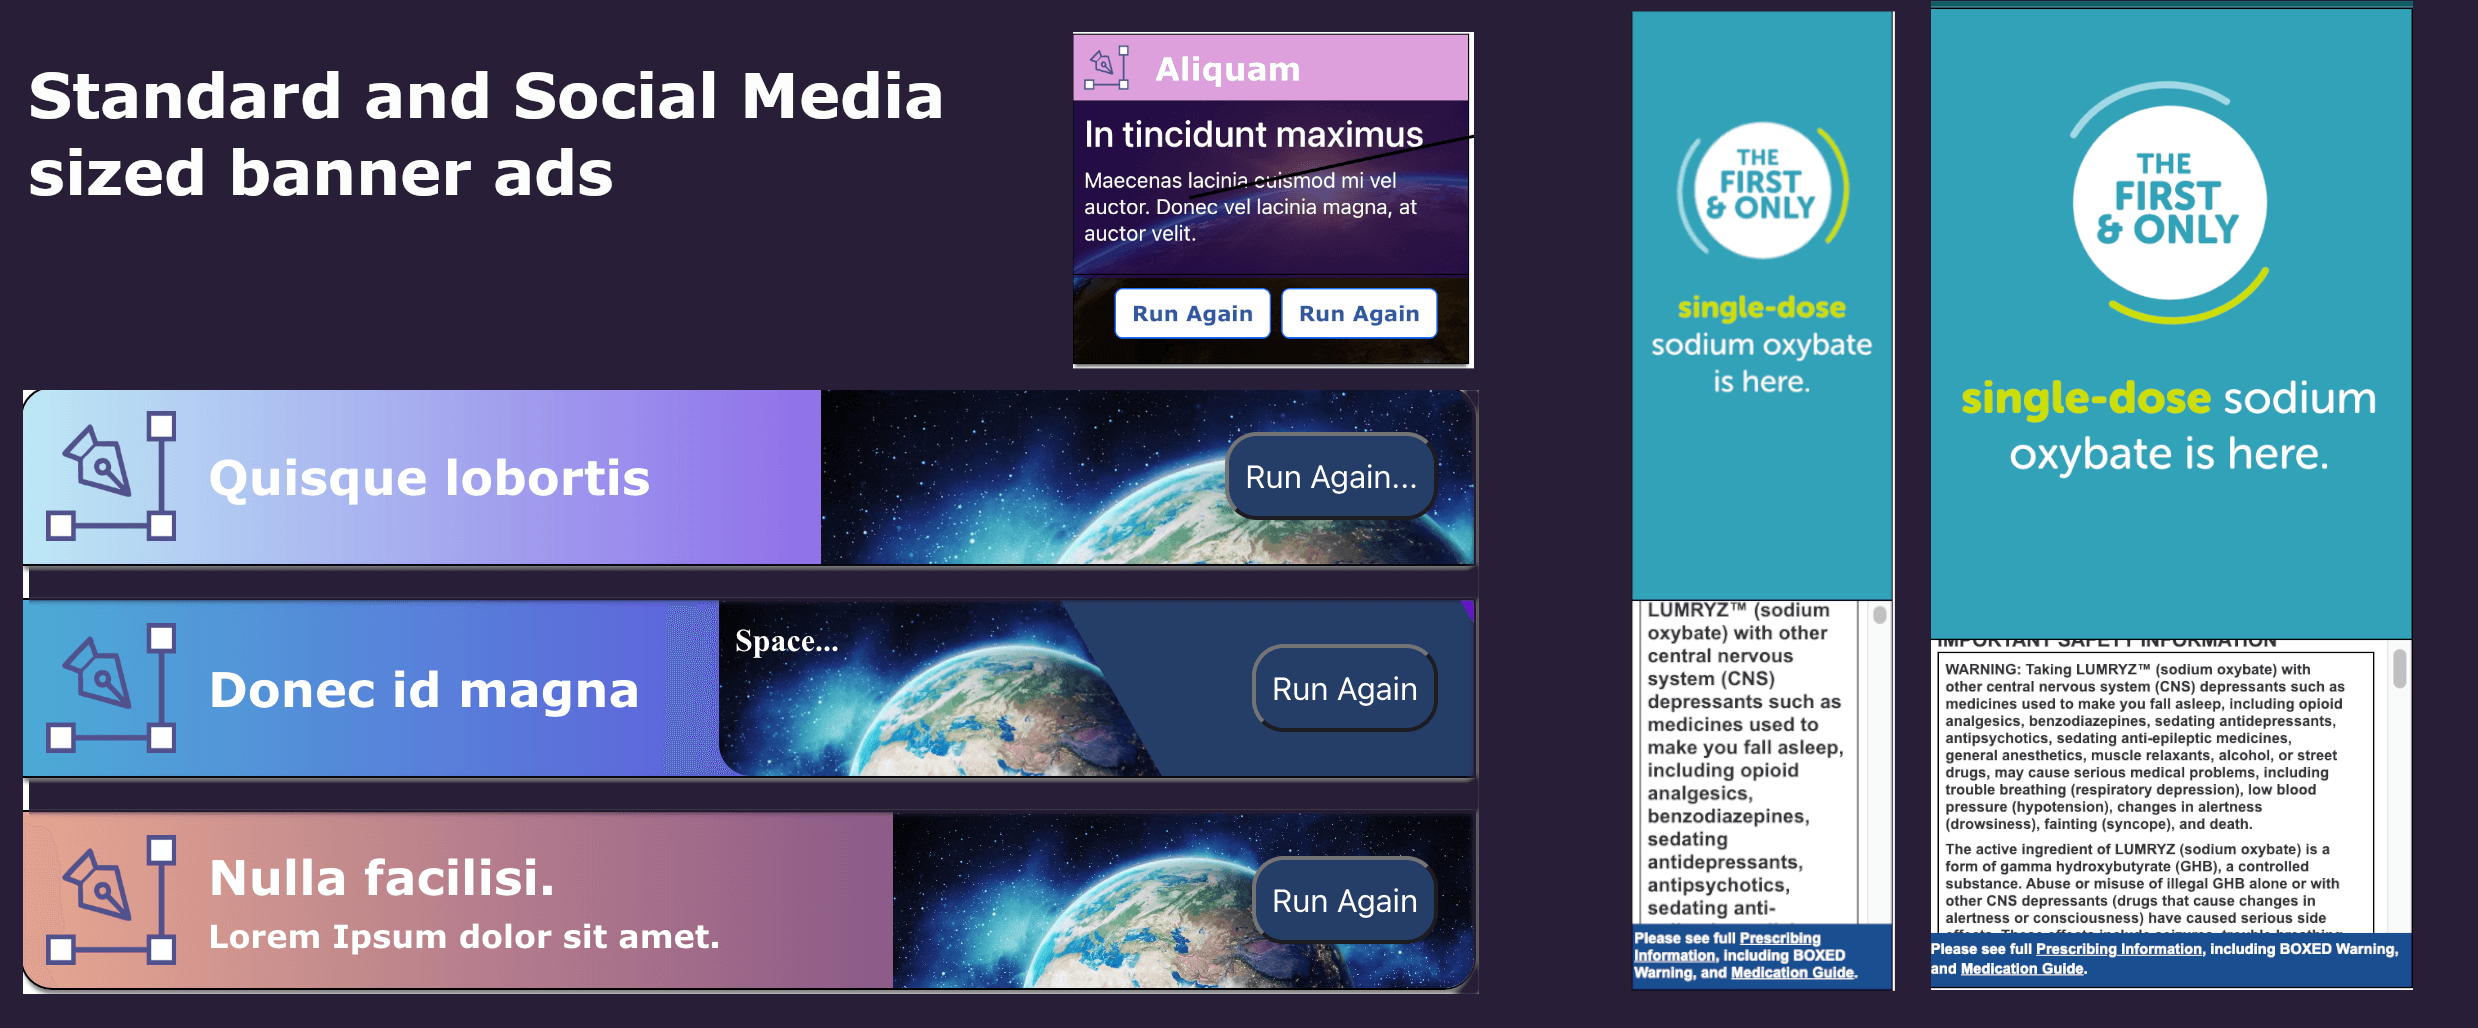 Standard and Social Media
sized banner ads
Aliquam
In tincidunt maximus
Maecenas lacinia cuismod mi vel
auctor. Donec vel lacinia magna, at
auctor velit.
Run Again
Run Again
Quisque lobortis
Run Again...
Donec id magna
Space...
Run Again
Nulla facilisi.
Lorem Ipsum dolor sit amet.
Run Again
THE
FIRST
& ONLY
single-dose
sodium oxybate
is here.
LUMRYZ™ (sodium
oxybate) with other
central nervous
system (CNS)
depressants such as
medicines used to
make you fall asleep,
including opioid
analgesics,
benzodiazepines,
sedating
antidepressants,
antipsychotics,
sedating anti-
Please see full Prescribing
Information, including BOXED
Warning, and Medication Guide.
THE
FIRST
& ONLY
single-dose sodium
oxybate is here.
IMPORTANT SAFETY INFORMATION
WARNING: Taking LUMRYZ™ (sodium oxybate) with
other central nervous system (CNS) depressants such as
medicines used to make you fall asleep, including opioid
analgesics, benzodiazepines, sedating antidepressants,
antipsychotics, sedating anti-epileptic medicines,
general anesthetics, muscle relaxants, alcohol, or street
drugs, may cause serious medical problems, including
trouble breathing (respiratory depression), low blood
pressure (hypotension), changes in alertness
(drowsiness), fainting (syncope), and death.
The active ingredient of LUMRYZ (sodium oxybate) is a
form of gamma hydroxybutyrate (GHB), a controlled
substance. Abuse or misuse of illegal GHB alone or with
other CNS depressants (drugs that cause changes in
alertness or consciousness) have caused serious side
Please see full Prescribing Information, including BOXED Warning,
and Medication Guide.